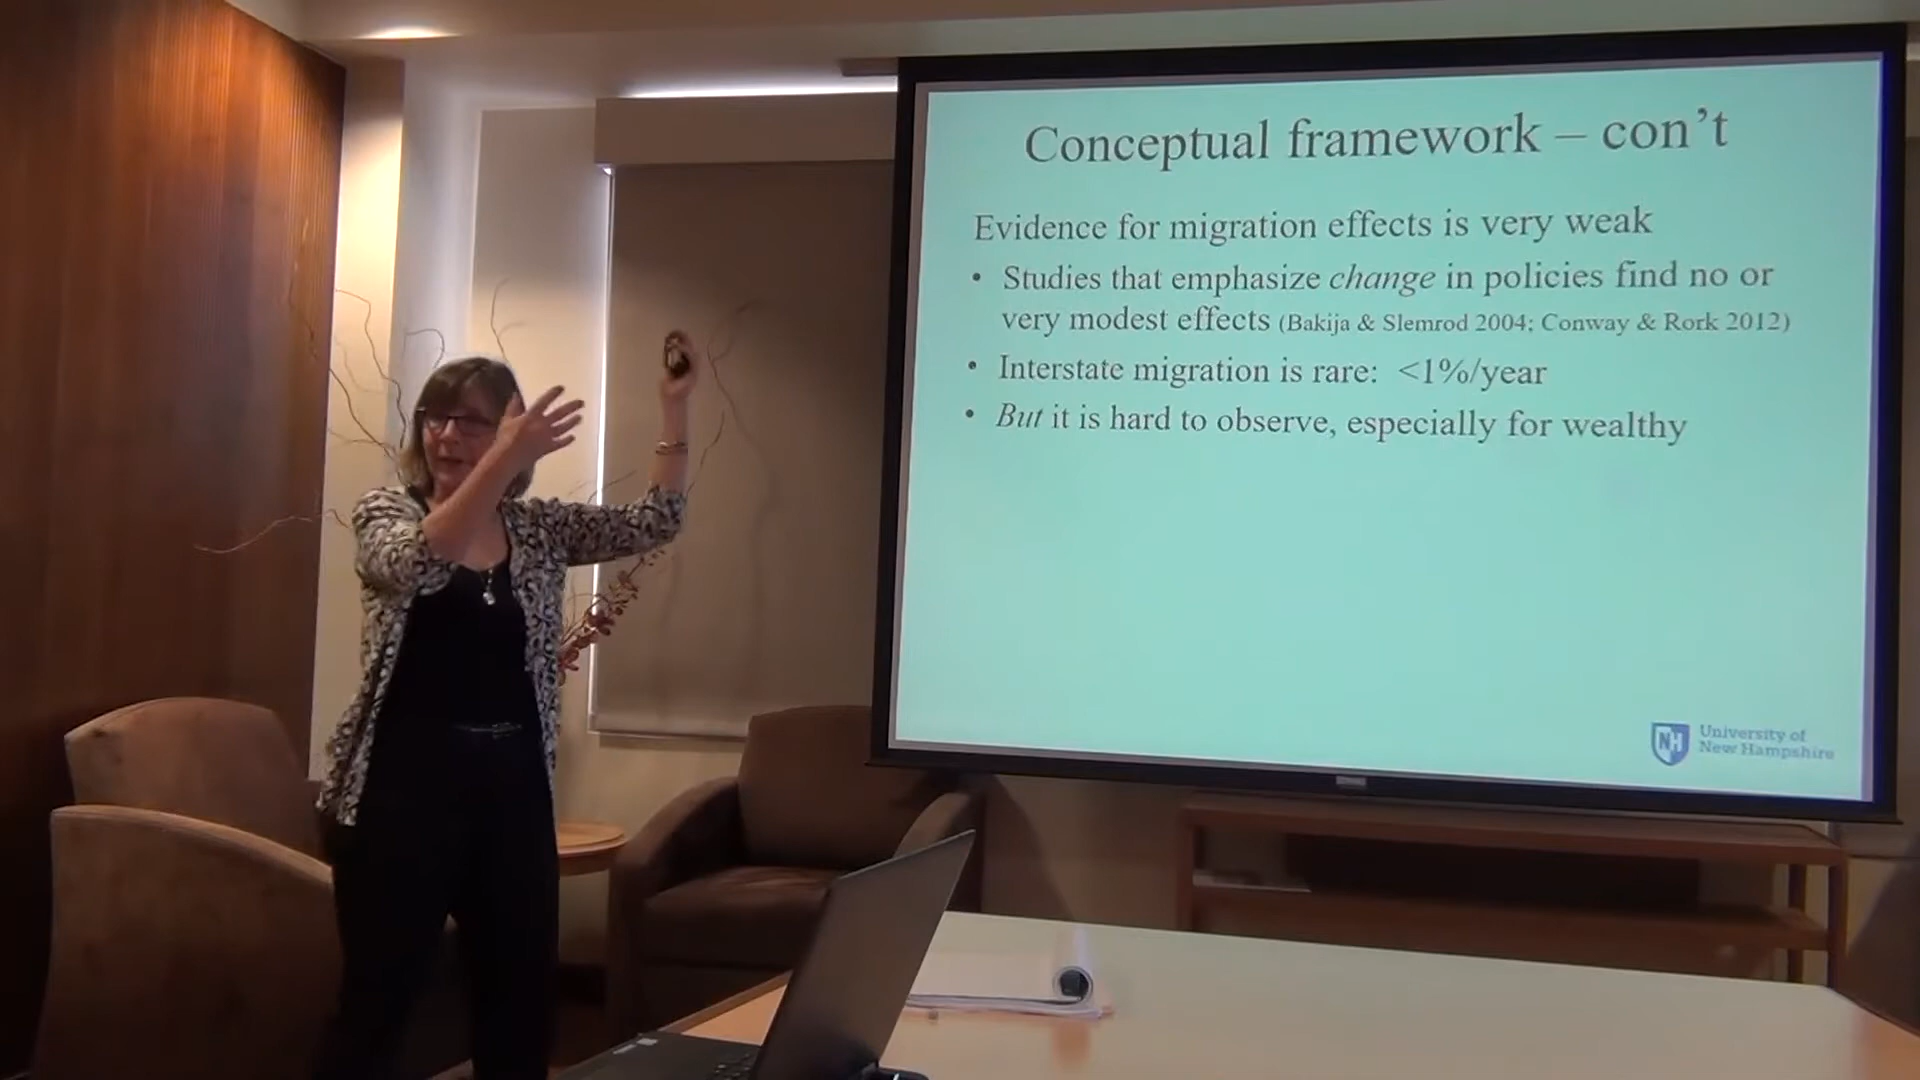 Conceptual framework – con't
Evidence for migration effects is very weak
• Studies that emphasize change in policies find no or
very modest effects (Bakija & Slemrod 2004; Conway & Rork 2012)
• Interstate migration is rare: <1%/year
• But it is hard to observe, especially for wealthy
NH
University of
New Hampshire